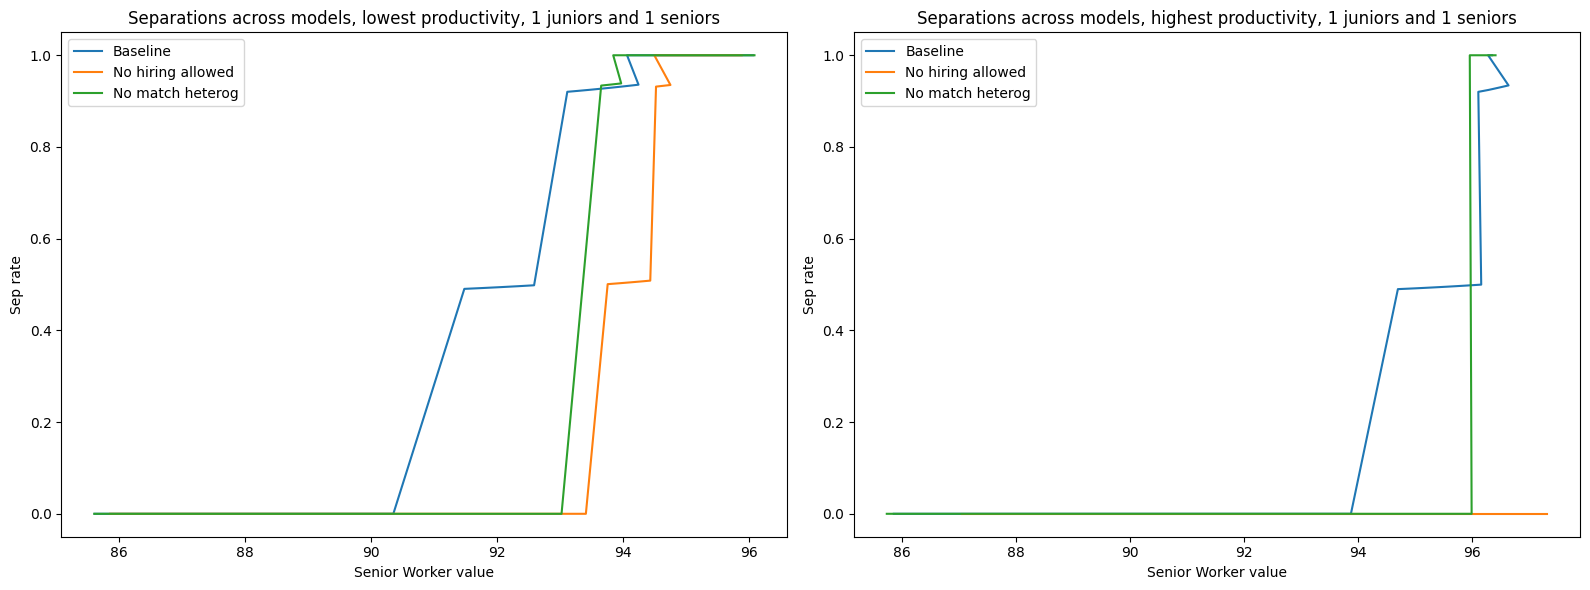 Separations across models, lowest productivity, 1 juniors and 1 seniors
Baseline
No hiring allowed
No match heterog
1.0
0.8
0.6
0.4
0.2
0.0
Sep rate
86
88
90
92
94
96
Senior Worker value
Separations across models, highest productivity, 1 juniors and 1 seniors
Baseline
No hiring allowed
No match heterog
1.0
0.8
0.6
0.4
0.2
0.0
Sep rate
86
88
90
92
94
96
Senior Worker value